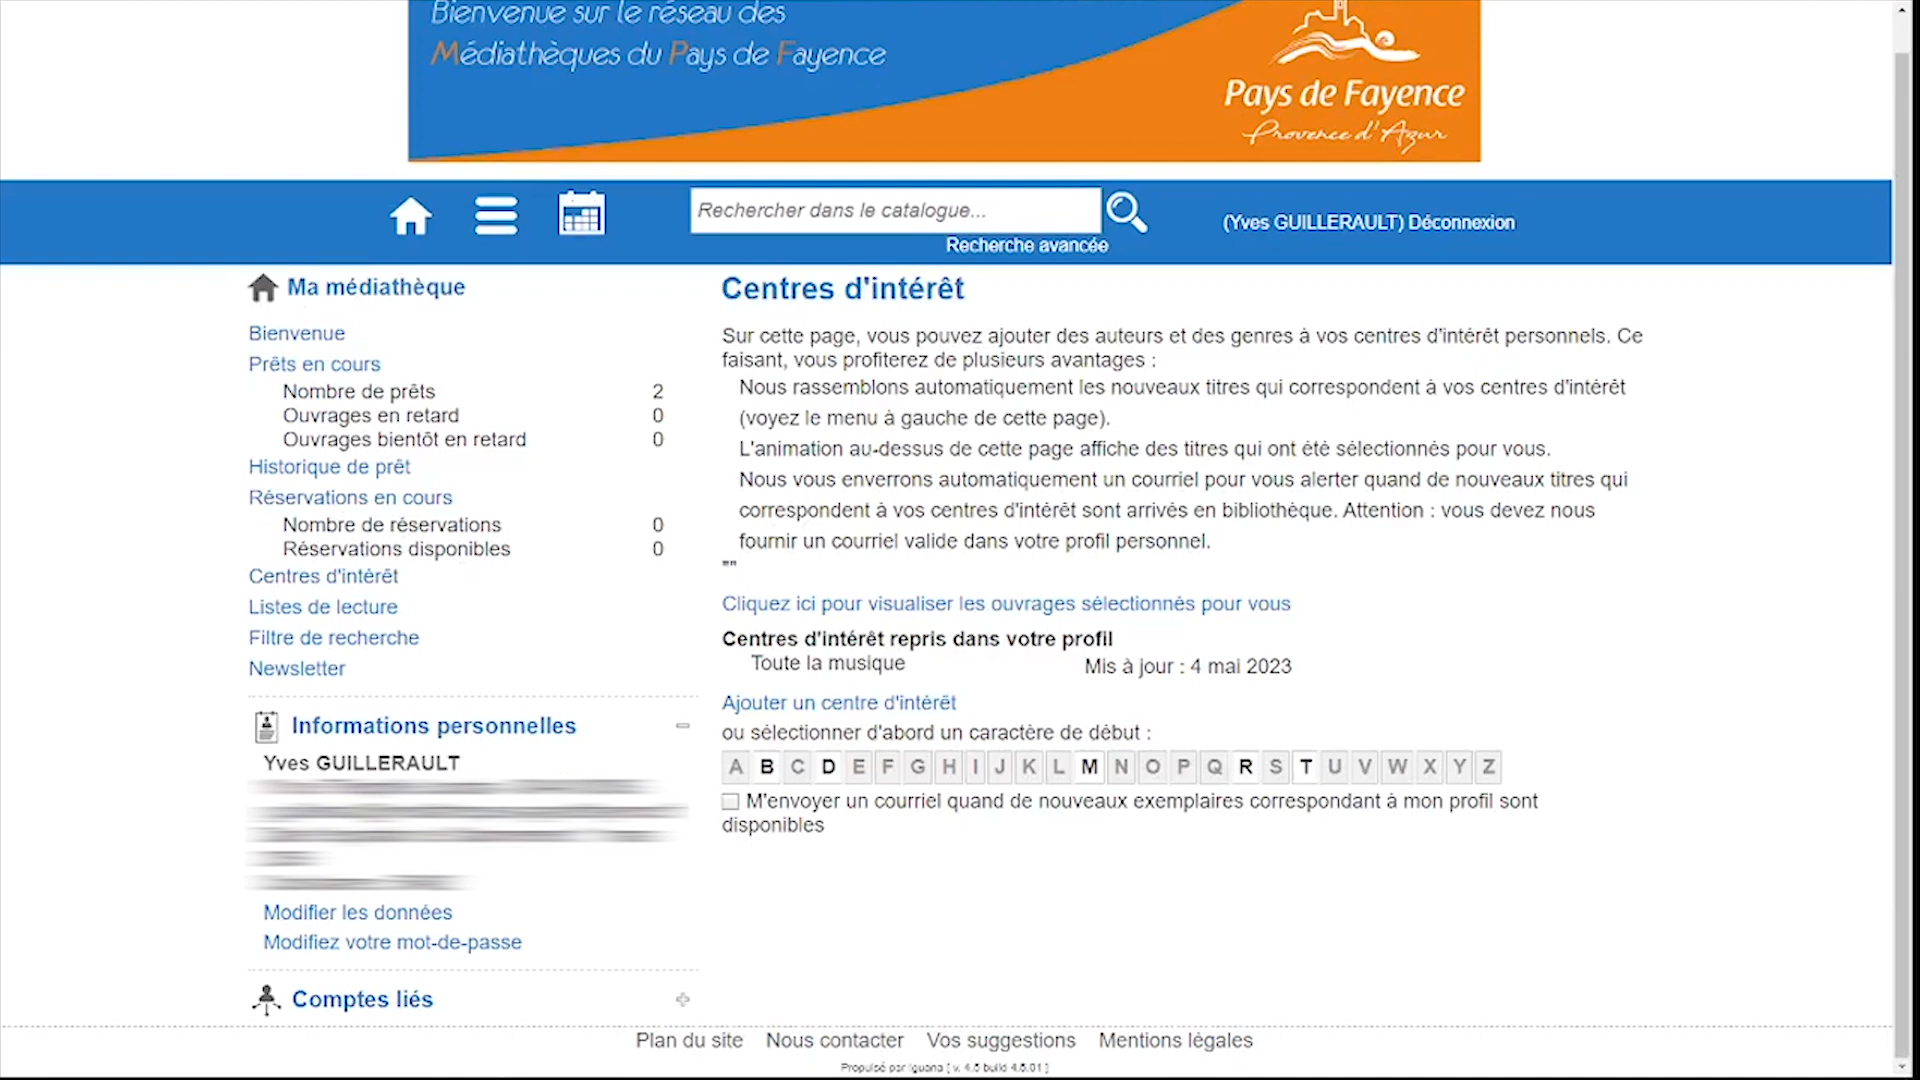 Bienvenue sur le réseau des
Médiathèques du Pays de Fayence
Pays de Fayence
Provence d'Azur
Rechercher dans le catalogue...
Recherche avancée
(Yves GUILLERAULT) Déconnexion
Ma médiathèque
Bienvenue
Prêts en cours
Nombre de prêts 2
Ouvrages en retard 0
Ouvrages bientôt en retard 0
Historique de prêt
Réservations en cours
Nombre de réservations 0
Réservations disponibles 0
Centres d'intérêt
Listes de lecture
Filtre de recherche
Newsletter
Informations personnelles
Yves GUILLERAULT
Modifier les données
Modifiez votre mot-de-passe
Comptes liés
Centres d'intérêt
Sur cette page, vous pouvez ajouter des auteurs et des genres à vos centres d'intérêt personnels. Ce
faisant, vous profiterez de plusieurs avantages :
Nous rassemblons automatiquement les nouveaux titres qui correspondent à vos centres d'intérêt
(voyez le menu à gauche de cette page).
L'animation au-dessus de cette page affiche des titres qui ont été sélectionnés pour vous.
Nous vous enverrons automatiquement un courriel pour vous alerter quand de nouveaux titres qui
correspondent à vos centres d'intérêt sont arrivés en bibliothèque. Attention : vous devez nous
fournir un courriel valide dans votre profil personnel.
""
Cliquez ici pour visualiser les ouvrages sélectionnés pour vous
Centres d'intérêt repris dans votre profil
Toute la musique Mis à jour : 4 mai 2023
Ajouter un centre d'intérêt
ou sélectionner d'abord un caractère de début :
A B C D E F G H I J K L M N O P Q R S T U V W X Y Z
M'envoyer un courriel quand de nouveaux exemplaires correspondant à mon profil sont
disponibles
Plan du site Nous contacter Vos suggestions Mentions légales
Propulsé par Iguana [ v. 4.5 build 4.5.01 ]